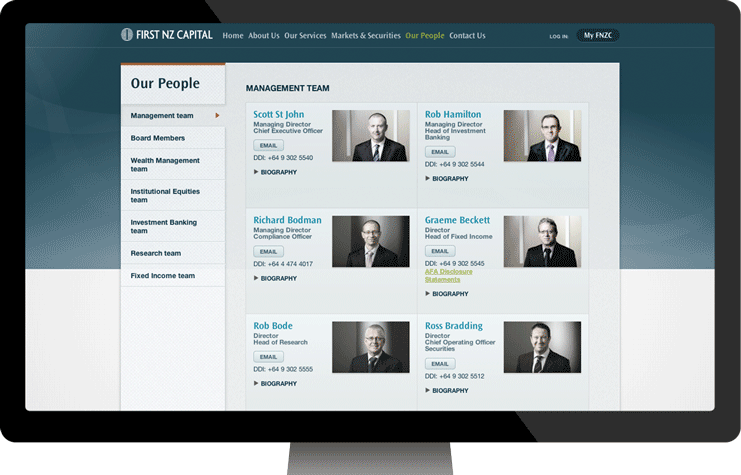 FIRST NZ CAPITAL
Home About Us Our Services Markets & Securities Our People Contact Us
LOG IN: My FNZC
Our People
Management team
Board Members
Wealth Management
team
Institutional Equities
team
Investment Banking
team
Research team
Fixed Income team
MANAGEMENT TEAM
Scott St John
Managing Director
Chief Executive Officer
EMAIL
DDI: +64 9 302 5540
BIOGRAPHY
Rob Hamilton
Managing Director
Head of Investment
Banking
EMAIL
DDI: +64 9 302 5544
BIOGRAPHY
Richard Bodman
Managing Director
Compliance Officer
EMAIL
DDI: +64 4 474 4017
BIOGRAPHY
Graeme Beckett
Director
Head of Fixed Income
EMAIL
DDI: +64 9 302 5545
AFA Disclosure
Statements
BIOGRAPHY
Rob Bode
Director
Head of Research
EMAIL
DDI: +64 9 302 5555
BIOGRAPHY
Ross Bradding
Director
Chief Operating Officer
Securities
EMAIL
DDI: +64 9 302 5512
BIOGRAPHY